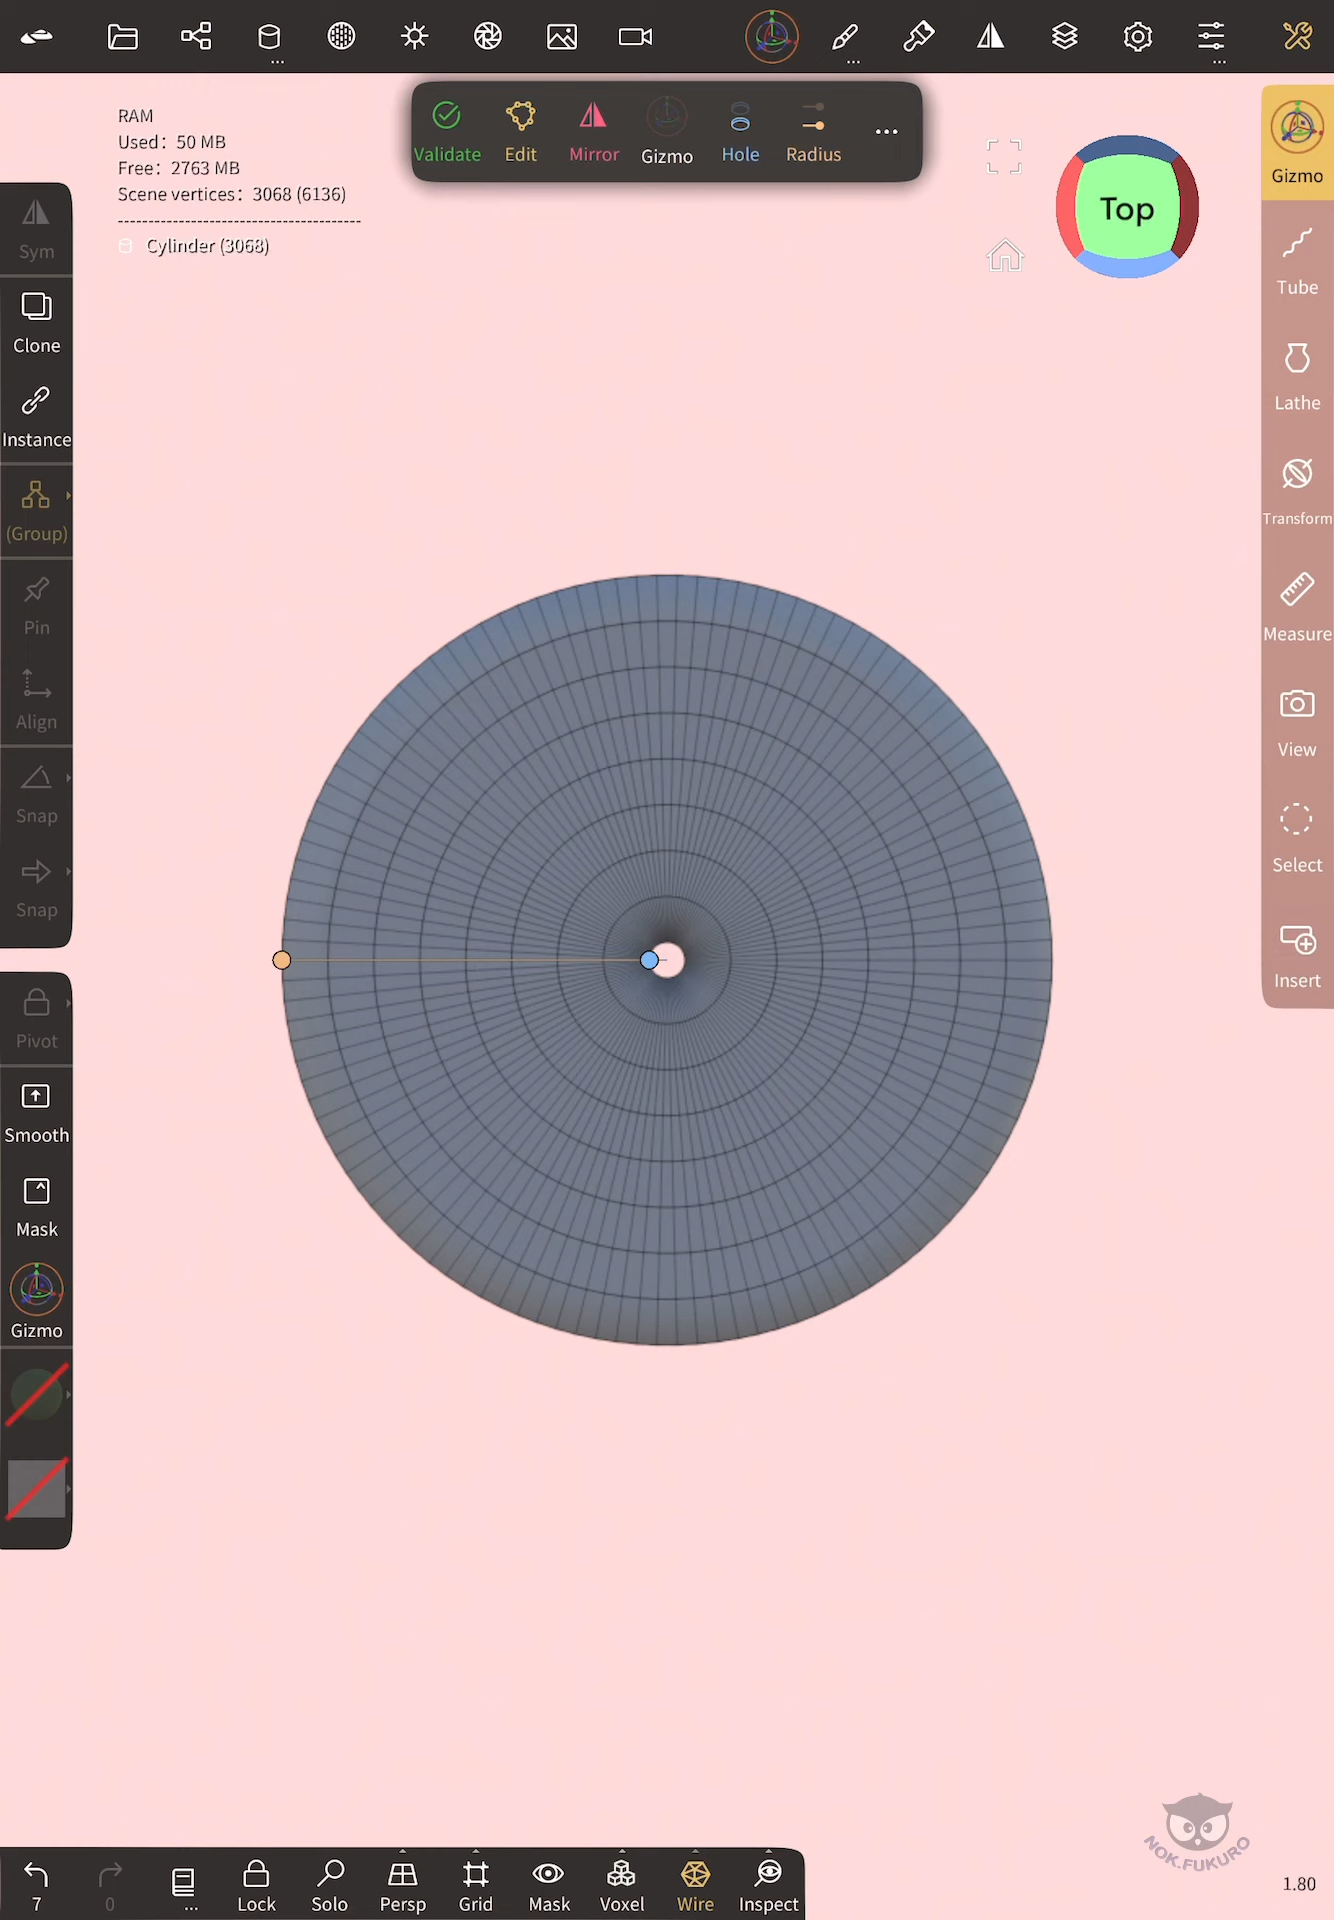 RAM
Used: 50 MB
Free: 2763 MB
Scene vertices: 3068 (6136)
--------------------------------------
Cylinder (3068)
Validate
Edit
Mirror
Gizmo
Hole
Radius
...
Top
Sym
Clone
Instance
(Group)
Pin
Align
Snap
Snap
Pivot
Smooth
Mask
Gizmo
Gizmo
Tube
Lathe
Transform
Measure
View
Select
Insert
NOK.FUKURO
7
0
...
Lock
Solo
Persp
Grid
Mask
Voxel
Wire
Inspect
1.80